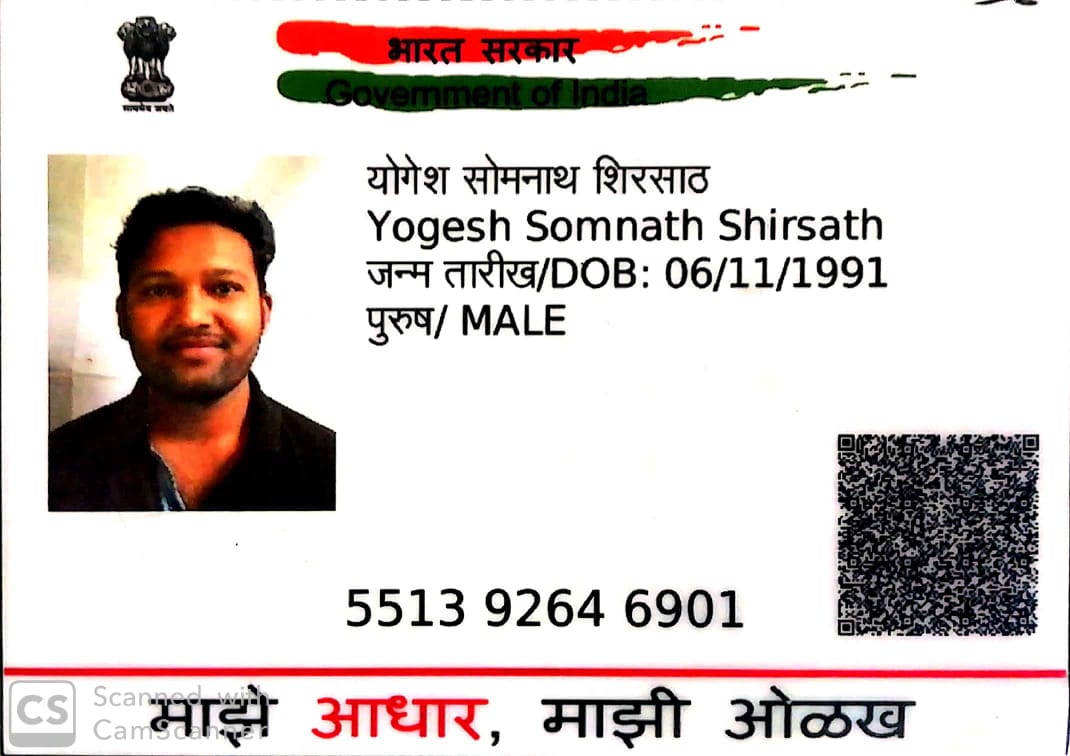 भारत सरकार
Government of India
सत्यमेव जयते
योगेश सोमनाथ शिरसाठ
Yogesh Somnath Shirsath
जन्म तारीख/DOB: 06/11/1991
पुरुष/ MALE
5513 9264 6901
माझे आधार, माझी ओळख
CS Scanned with
CamScanner